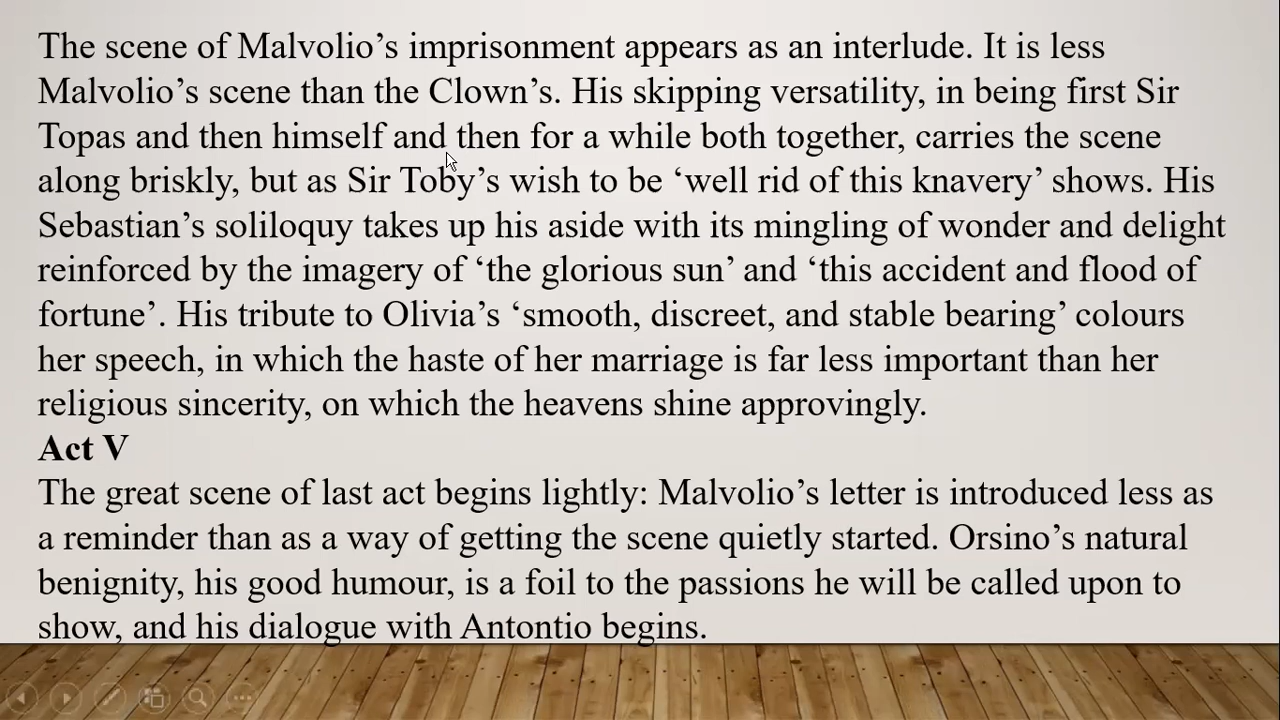 The scene of Malvolio’s imprisonment appears as an interlude. It is less
Malvolio’s scene than the Clown’s. His skipping versatility, in being first Sir
Topas and then himself and then for a while both together, carries the scene
along briskly, but as Sir Toby’s wish to be ‘well rid of this knavery’ shows. His
Sebastian’s soliloquy takes up his aside with its mingling of wonder and delight
reinforced by the imagery of ‘the glorious sun’ and ‘this accident and flood of
fortune’. His tribute to Olivia’s ‘smooth, discreet, and stable bearing’ colours
her speech, in which the haste of her marriage is far less important than her
religious sincerity, on which the heavens shine approvingly.
Act V
The great scene of last act begins lightly: Malvolio’s letter is introduced less as
a reminder than as a way of getting the scene quietly started. Orsino’s natural
benignity, his good humour, is a foil to the passions he will be called upon to
show, and his dialogue with Antontio begins.